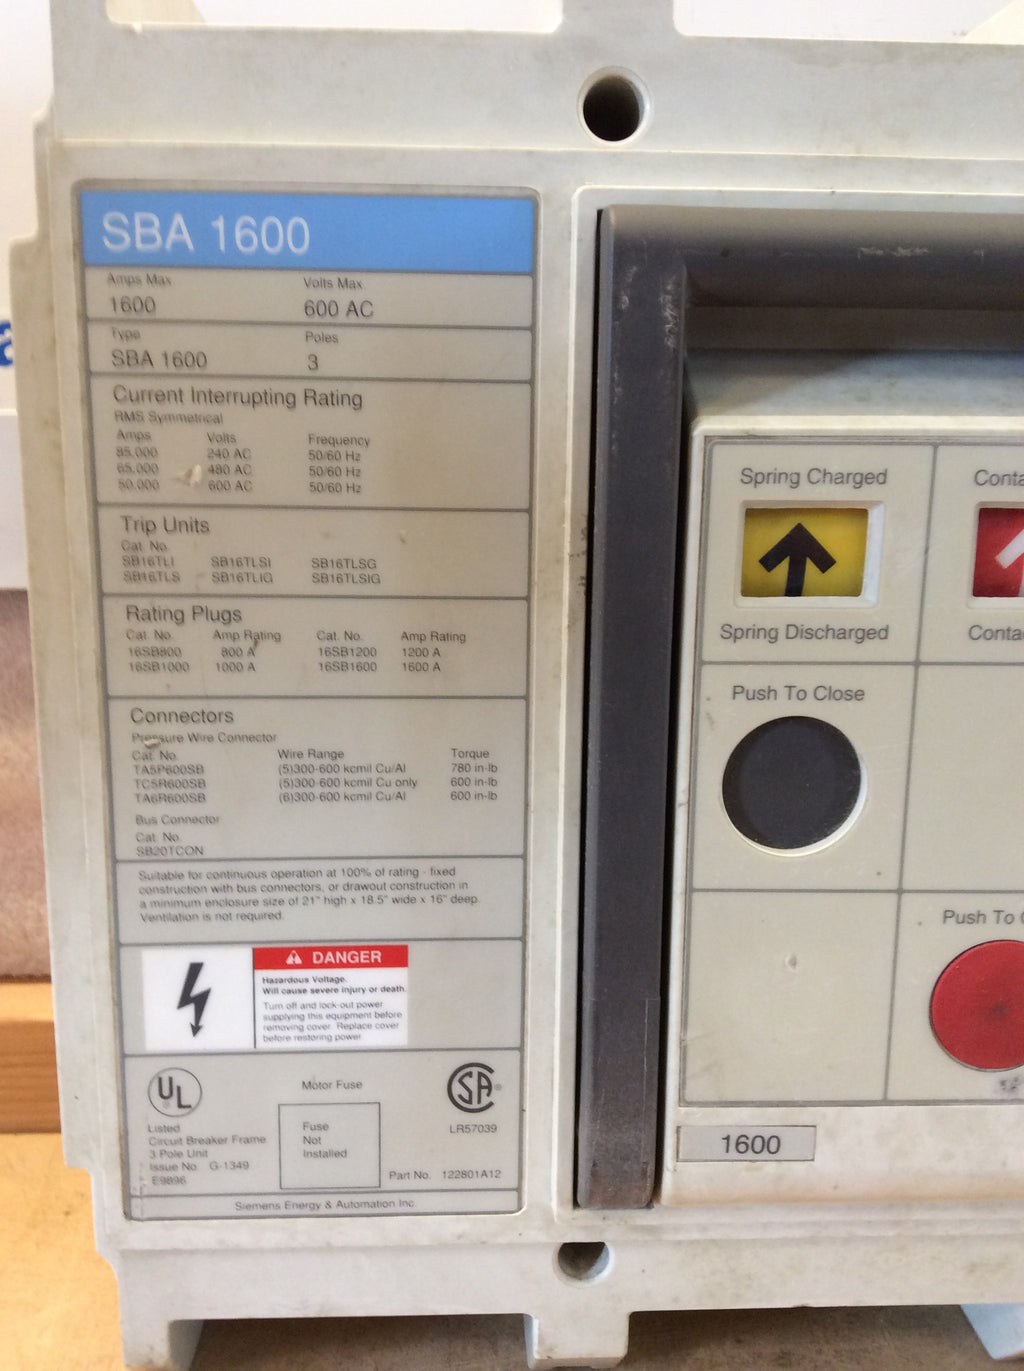 SBA 1600
Amps Max Volts Max
1600 600 AC
Type Poles
SBA 1600 3
Current Interrupting Rating
RMS Symmetrical
Amps Volts Frequency
85,000 240 AC 50/60 Hz
65,000 480 AC 50/60 Hz
50,000 600 AC 50/60 Hz
Trip Units
Cat. No.
SB16TLI SB16TLSI SB16TLSG
SB16TLS SB16TLIG SB16TLSIG
Rating Plugs
Cat. No. Amp Rating Cat. No. Amp Rating
16SB800 800 A 16SB1200 1200 A
16SB1000 1000 A 16SB1600 1600 A
Connectors
Pressure Wire Connector
Cat. No. Wire Range Torque
TA5P600SB (5)300-600 kcmil Cu/Al 780 in-lb
TC5R600SB (5)300-600 kcmil Cu only 600 in-lb
TA6R600SB (6)300-600 kcmil Cu/Al 600 in-lb
Bus Connector
Cat. No.
SB20TCON
Suitable for continuous operation at 100% of rating - fixed
construction with bus connectors, or drawout construction in
a minimum enclosure size of 21" high x 18.5" wide x 16" deep.
Ventilation is not required.
DANGER
Hazardous Voltage.
Will cause severe injury or death.
Turn off and lock-out power
supplying this equipment before
removing cover. Replace cover
before restoring power.
UL
Listed
Circuit Breaker Frame
3 Pole Unit
Issue No. G-1349
E9896
Motor Fuse
Fuse
Not
Installed
SA
LR57039
Part No. 122801A12
Siemens Energy & Automation Inc.
Spring Charged
Spring Discharged
Conta
Conta
Push To Close
Push To
1600